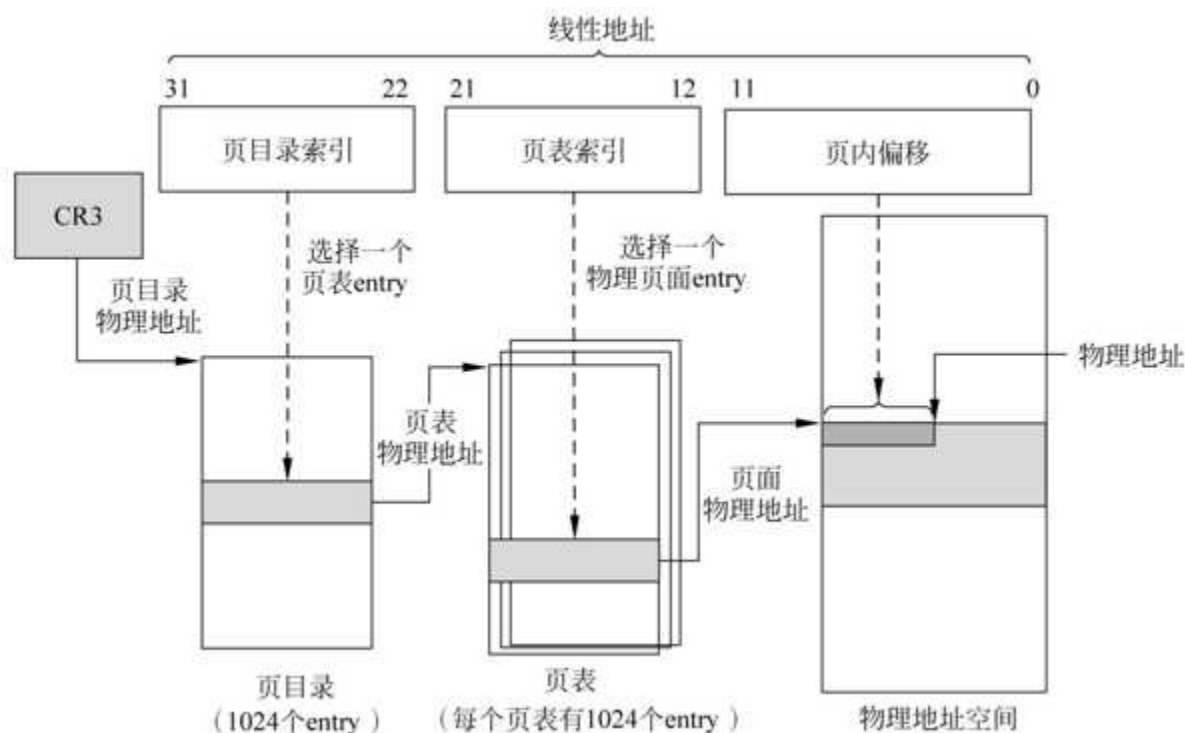 线性地址
31
22
21
12
11
0
页目录索引
页表索引
页内偏移
CR3
选择一个
页表entry
选择一个
物理页面entry
页目录
物理地址
物理地址
页表
物理地址
页面
物理地址
页目录
（1024个entry ）
页表
（每个页表有1024个entry ）
物理地址空间